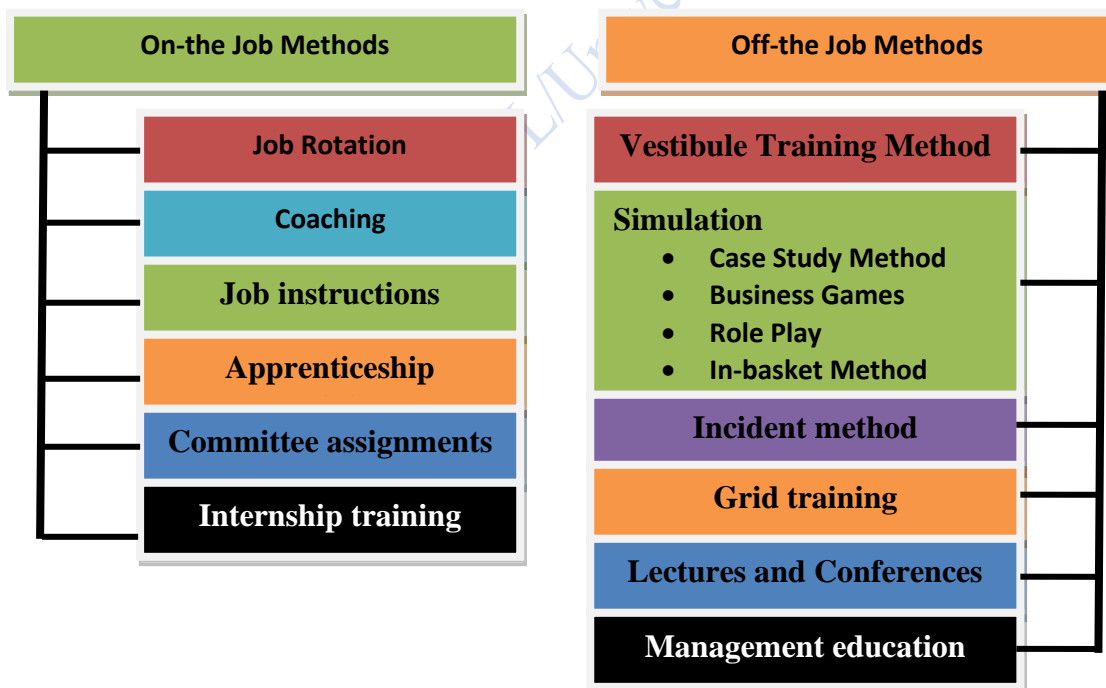 On-the Job Methods
Job Rotation
Coaching
Job instructions
Apprenticeship
Committee assignments
Internship training
Off-the Job Methods
Vestibule Training Method
Simulation
• Case Study Method
• Business Games
• Role Play
• In-basket Method
Incident method
Grid training
Lectures and Conferences
Management education